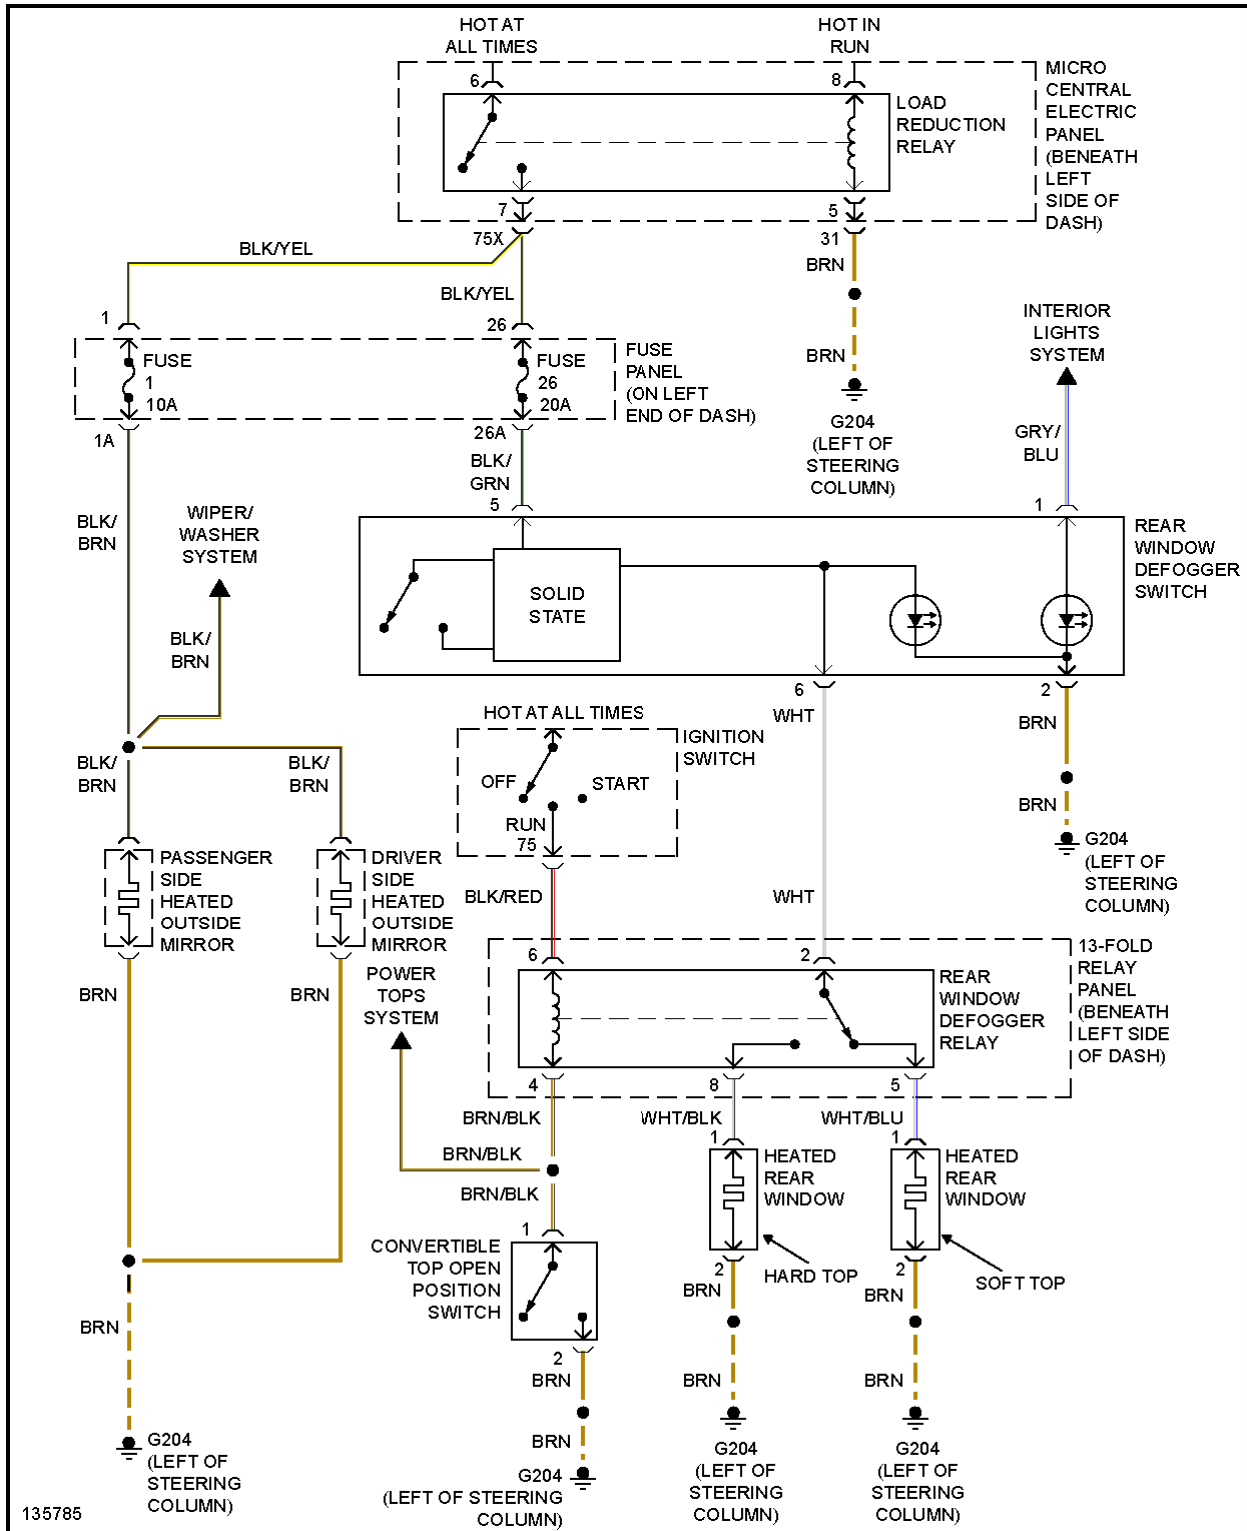 HOT AT
ALL TIMES
HOT IN
RUN
6
8
MICRO
CENTRAL
ELECTRIC
PANEL
(BENEATH
LEFT
SIDE OF
DASH)
LOAD
REDUCTION
RELAY
7
5
75X
31
BLK/YEL
BRN
BLK/YEL
1
26
BRN
INTERIOR
LIGHTS
SYSTEM
FUSE
1
10A
FUSE
26
20A
FUSE
PANEL
(ON LEFT
END OF DASH)
1A
26A
G204
(LEFT OF
STEERING
COLUMN)
GRY/
BLU
BLK/
GRN
5
1
BLK/
BRN
WIPER/
WASHER
SYSTEM
REAR
WINDOW
DEFOGGER
SWITCH
SOLID
STATE
BLK/
BRN
6
2
HOT AT ALL TIMES
WHT
BRN
IGNITION
SWITCH
BLK/
BRN
BLK/
BRN
OFF
START
RUN
75
BRN
G204
(LEFT OF
STEERING
COLUMN)
PASSENGER
SIDE
HEATED
OUTSIDE
MIRROR
DRIVER
SIDE
HEATED
OUTSIDE
MIRROR
BLK/RED
WHT
6
2
13-FOLD
RELAY
PANEL
(BENEATH
LEFT SIDE
OF DASH)
BRN
BRN
POWER
TOPS
SYSTEM
REAR
WINDOW
DEFOGGER
RELAY
4
8
5
BRN/BLK
WHT/BLK
WHT/BLU
BRN/BLK
BRN/BLK
1
1
HEATED
REAR
WINDOW
HEATED
REAR
WINDOW
1
CONVERTIBLE
TOP OPEN
POSITION
SWITCH
2
HARD TOP
2
SOFT TOP
BRN
BRN
BRN
2
BRN
BRN
BRN
BRN
G204
(LEFT OF
STEERING
COLUMN)
G204
(LEFT OF STEERING
COLUMN)
G204
(LEFT OF
STEERING
COLUMN)
G204
(LEFT OF
STEERING
COLUMN)
135785